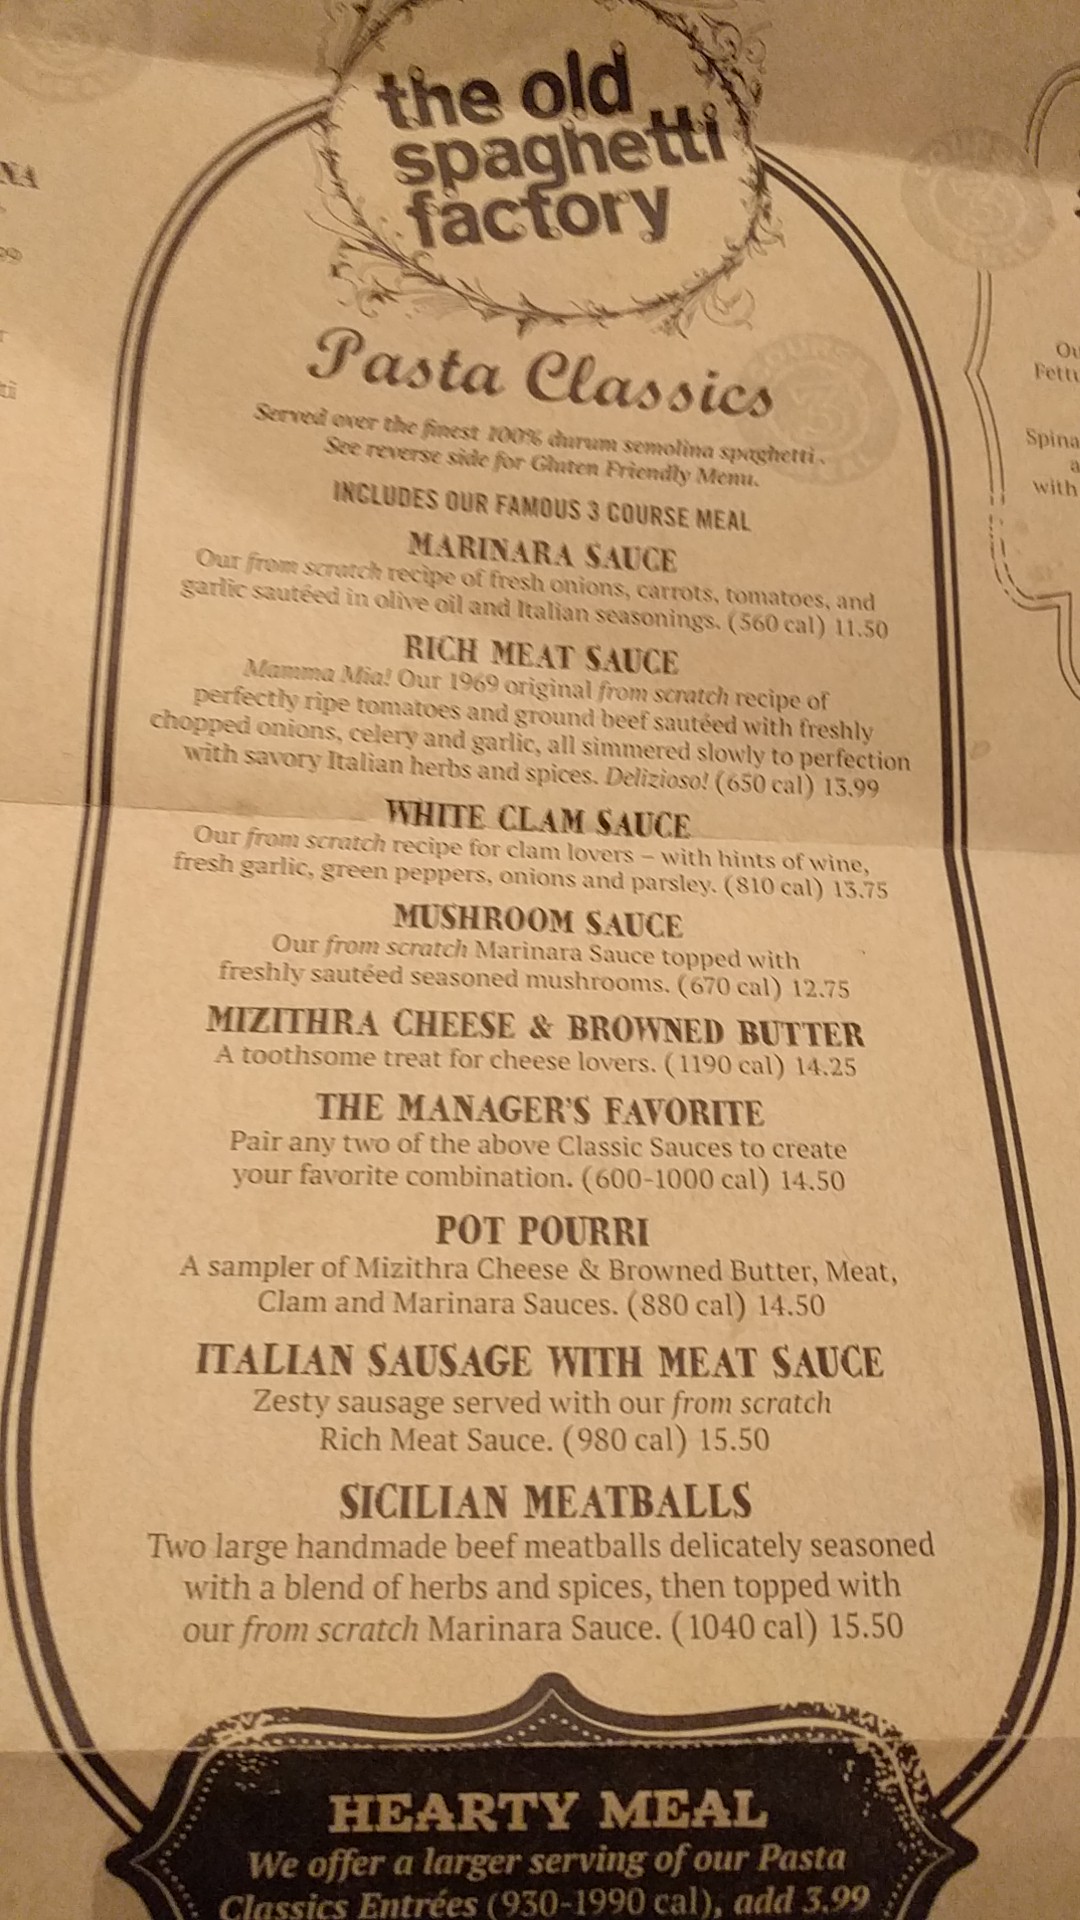 the old
spaghetti
factory
Pasta Classics
Served over the finest 100% durum semolina spaghetti.
See reverse side for Gluten Friendly Menu.
INCLUDES OUR FAMOUS 3 COURSE MEAL
MARINARA SAUCE
Our from scratch recipe of fresh onions, carrots, tomatoes, and
garlic sautéed in olive oil and Italian seasonings. (560 cal) 11.50
RICH MEAT SAUCE
Mamma Mia! Our 1969 original from scratch recipe of
perfectly ripe tomatoes and ground beef sautéed with freshly
chopped onions, celery and garlic, all simmered slowly to perfection
with savory Italian herbs and spices. Delizioso! (650 cal) 13.99
WHITE CLAM SAUCE
Our from scratch recipe for clam lovers – with hints of wine,
fresh garlic, green peppers, onions and parsley. (810 cal) 13.75
MUSHROOM SAUCE
Our from scratch Marinara Sauce topped with
freshly sautéed seasoned mushrooms. (670 cal) 12.75
MIZITHRA CHEESE & BROWNED BUTTER
A toothsome treat for cheese lovers. (1190 cal) 14.25
THE MANAGER'S FAVORITE
Pair any two of the above Classic Sauces to create
your favorite combination. (600-1000 cal) 14.50
POT POURRI
A sampler of Mizithra Cheese & Browned Butter, Meat,
Clam and Marinara Sauces. (880 cal) 14.50
ITALIAN SAUSAGE WITH MEAT SAUCE
Zesty sausage served with our from scratch
Rich Meat Sauce. (980 cal) 15.50
SICILIAN MEATBALLS
Two large handmade beef meatballs delicately seasoned
with a blend of herbs and spices, then topped with
our from scratch Marinara Sauce. (1040 cal) 15.50
HEARTY MEAL
We offer a larger serving of our Pasta
Classics Entrées (930-1990 cal), add 3.99
with